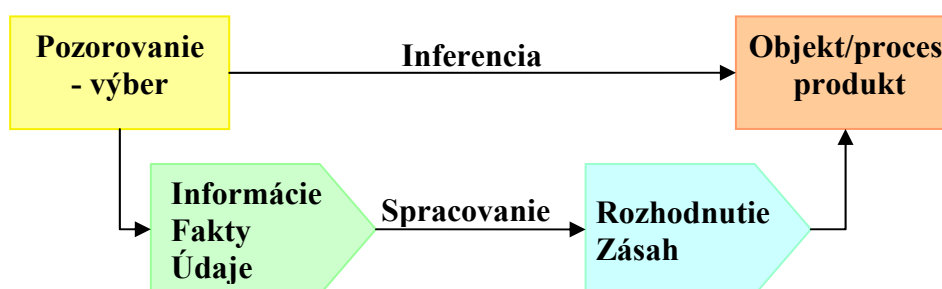 Pozorovanie
- výber
Inferencia
Objekt/proces
produkt
Informácie
Fakty
Údaje
Spracovanie
Rozhodnutie
Zásah